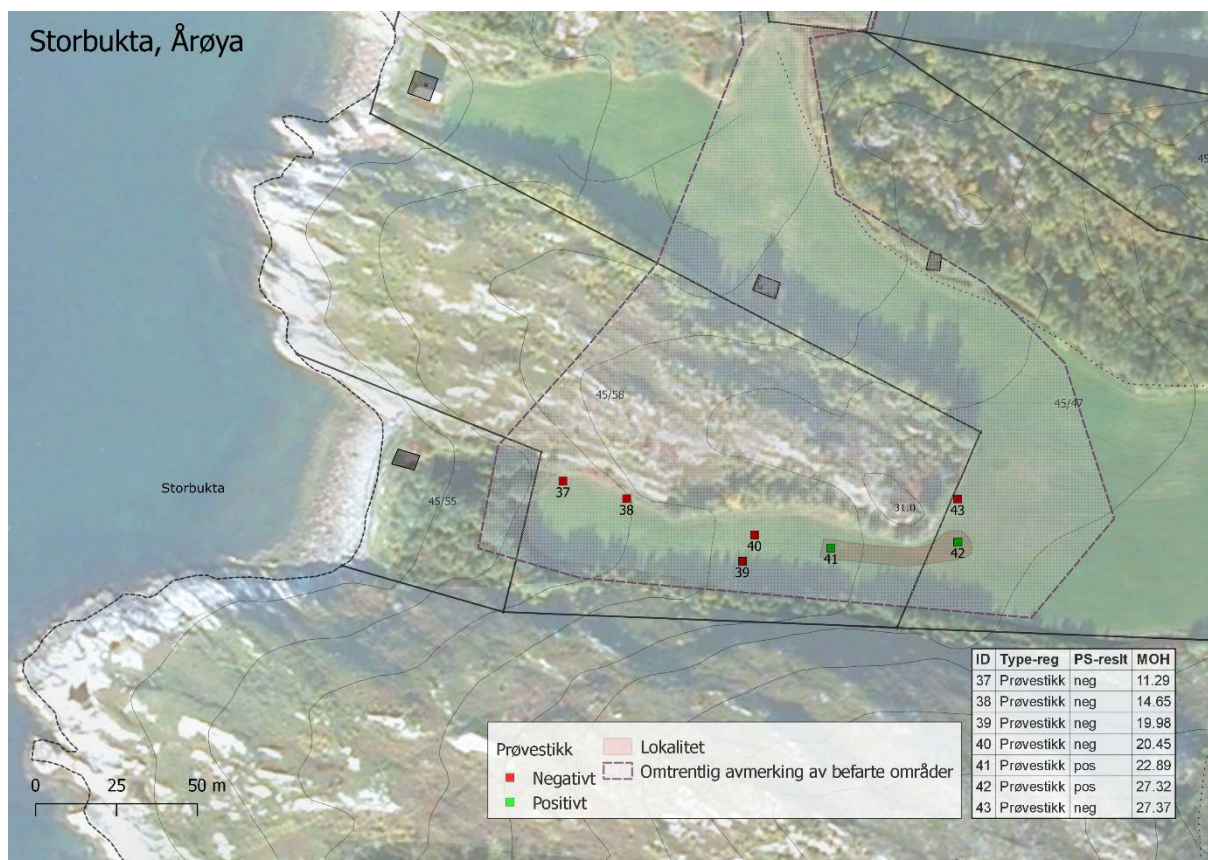 Storbukta, Årøya
45/58
45/47
37
38
31.0
43
Storbukta
45/55
40
41
42
39
ID Type-reg PS-reslt MOH
37 Prøvestikk neg 11.29
38 Prøvestikk neg 14.65
39 Prøvestikk neg 19.98
40 Prøvestikk neg 20.45
41 Prøvestikk pos 22.89
42 Prøvestikk pos 27.32
43 Prøvestikk neg 27.37
Prøvestikk
Negativt
Positivt
Lokalitet
Omtrentlig avmerking av befarte områder
0 25 50 m